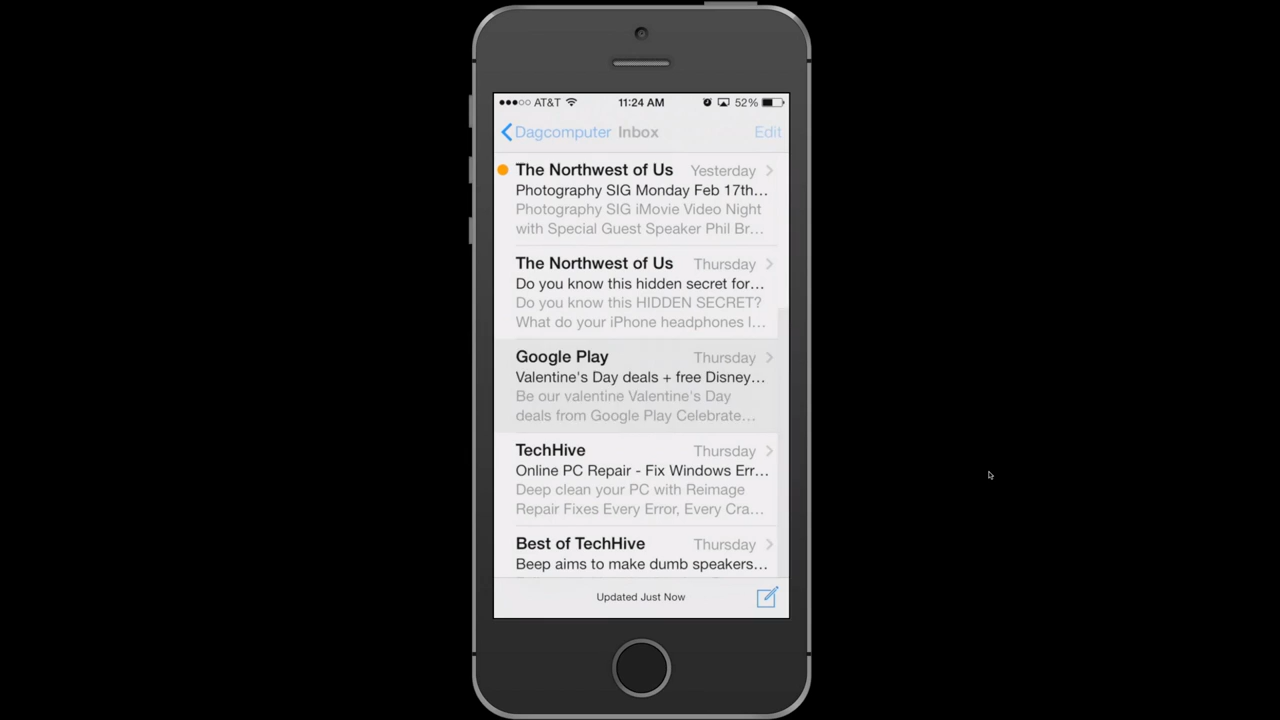 AT&T 11:24 AM 52%
Dagcomputer Inbox Edit
The Northwest of Us Yesterday
Photography SIG Monday Feb 17th...
Photography SIG iMovie Video Night
with Special Guest Speaker Phil Br...
The Northwest of Us Thursday
Do you know this hidden secret for...
Do you know this HIDDEN SECRET?
What do your iPhone headphones l...
Google Play Thursday
Valentine's Day deals + free Disney...
Be our valentine Valentine's Day
deals from Google Play Celebrate...
TechHive Thursday
Online PC Repair - Fix Windows Err...
Deep clean your PC with Reimage
Repair Fixes Every Error, Every Cra...
Best of TechHive Thursday
Beep aims to make dumb speakers...
Updated Just Now